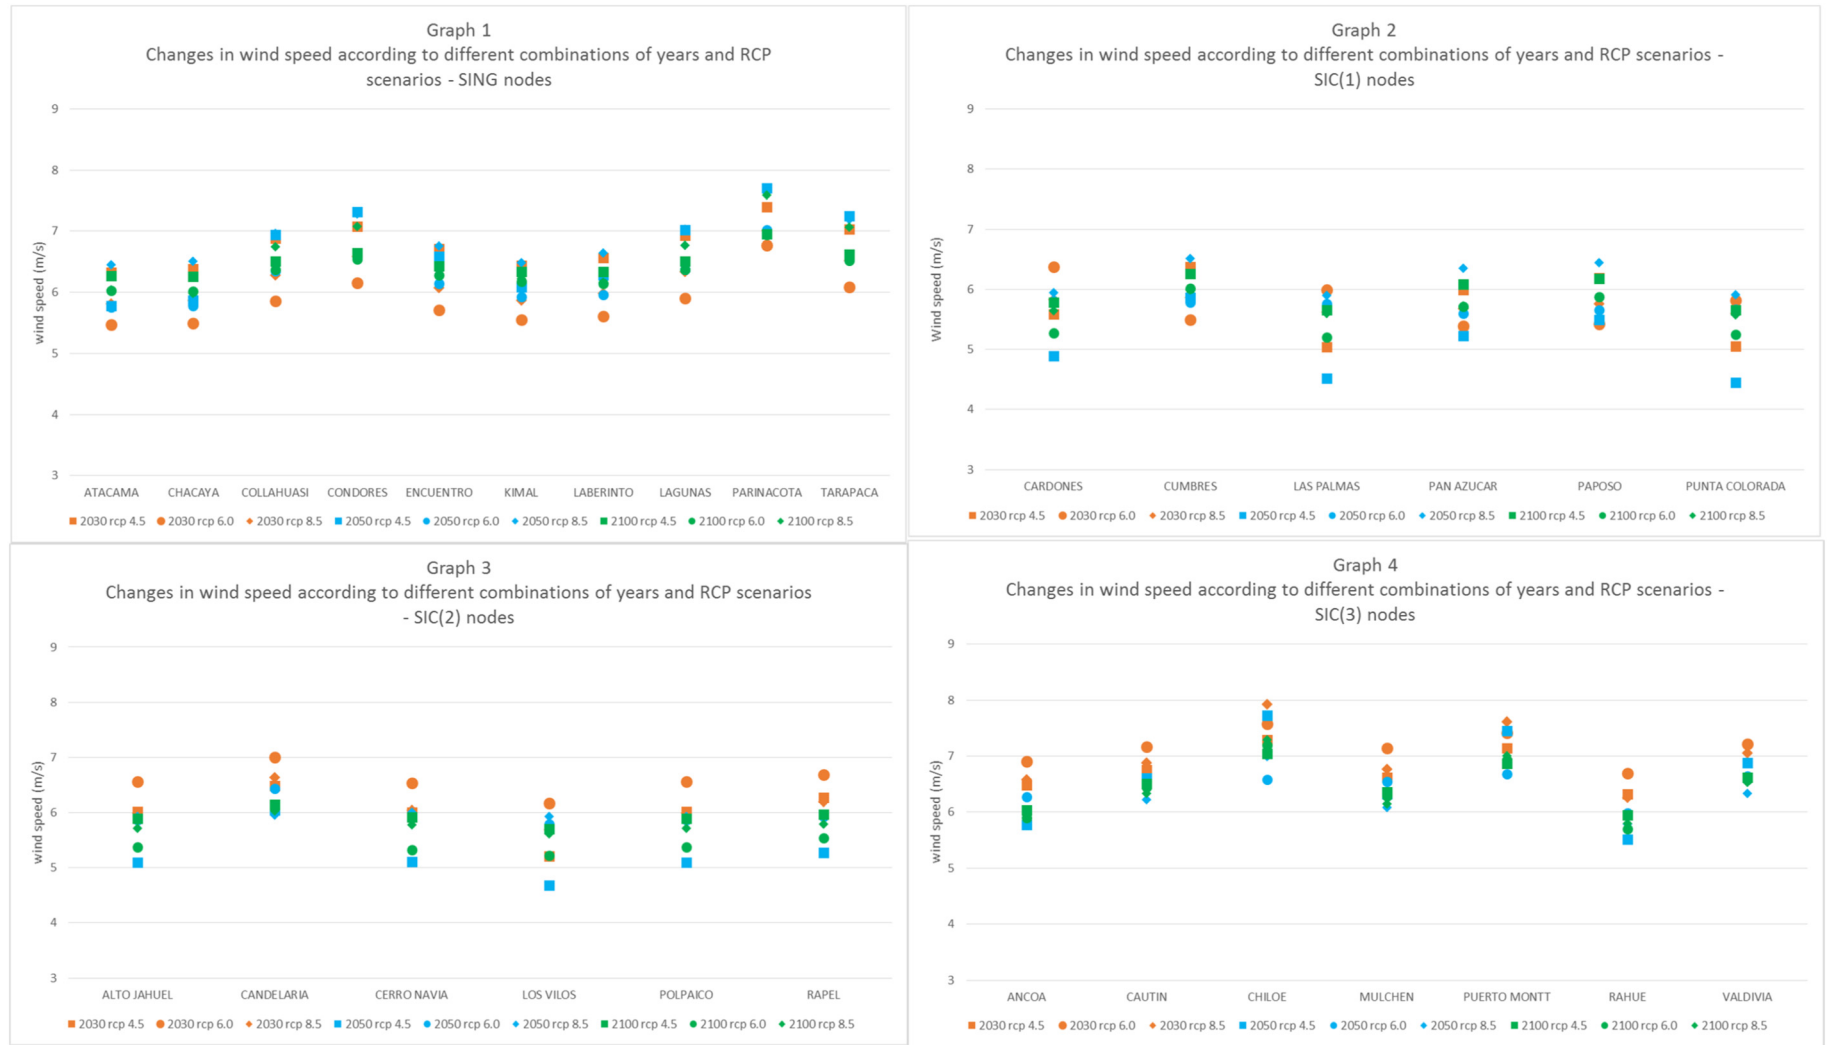 Graph 1
Changes in wind speed according to different combinations of years and RCP
scenarios - SING nodes
9
8
7
6
5
4
3
wind speed (m/s)
ATACAMA CHACAYA COLLAHUASI CONDORES ENCUENTRO KIMAL LABERINTO LAGUNAS PARINACOTA TARAPACA
2030 rcp 4.5 2030 rcp 6.0 2030 rcp 8.5 2050 rcp 4.5 2050 rcp 6.0 2050 rcp 8.5 2100 rcp 4.5 2100 rcp 6.0 2100 rcp 8.5
Graph 2
Changes in wind speed according to different combinations of years and RCP scenarios -
SIC(1) nodes
9
8
7
6
5
4
3
Wind speed (m/s)
CARDONES CUMBRES LAS PALMAS PAN AZUCAR PAPOSO PUNTA COLORADA
2030 rcp 4.5 2030 rcp 6.0 2030 rcp 8.5 2050 rcp 4.5 2050 rcp 6.0 2050 rcp 8.5 2100 rcp 4.5 2100 rcp 6.0 2100 rcp 8.5
Graph 3
Changes in wind speed according to different combinations of years and RCP scenarios
- SIC(2) nodes
9
8
7
6
5
4
3
wind speed (m/s)
ALTO JAHUEL CANDELARIA CERRO NAVIA LOS VILOS POLPAICO RAPEL
2030 rcp 4.5 2030 rcp 6.0 2030 rcp 8.5 2050 rcp 4.5 2050 rcp 6.0 2050 rcp 8.5 2100 rcp 4.5 2100 rcp 6.0 2100 rcp 8.5
Graph 4
Changes in wind speed according to different combinations of years and RCP scenarios -
SIC(3) nodes
9
8
7
6
5
4
3
wind speed (m/s)
ANCOA CAUTIN CHILOE MULCHEN PUERTO MONTT RAHUE VALDIVIA
2030 rcp 4.5 2030 rcp 6.0 2030 rcp 8.5 2050 rcp 4.5 2050 rcp 6.0 2050 rcp 8.5 2100 rcp 4.5 2100 rcp 6.0 2100 rcp 8.5